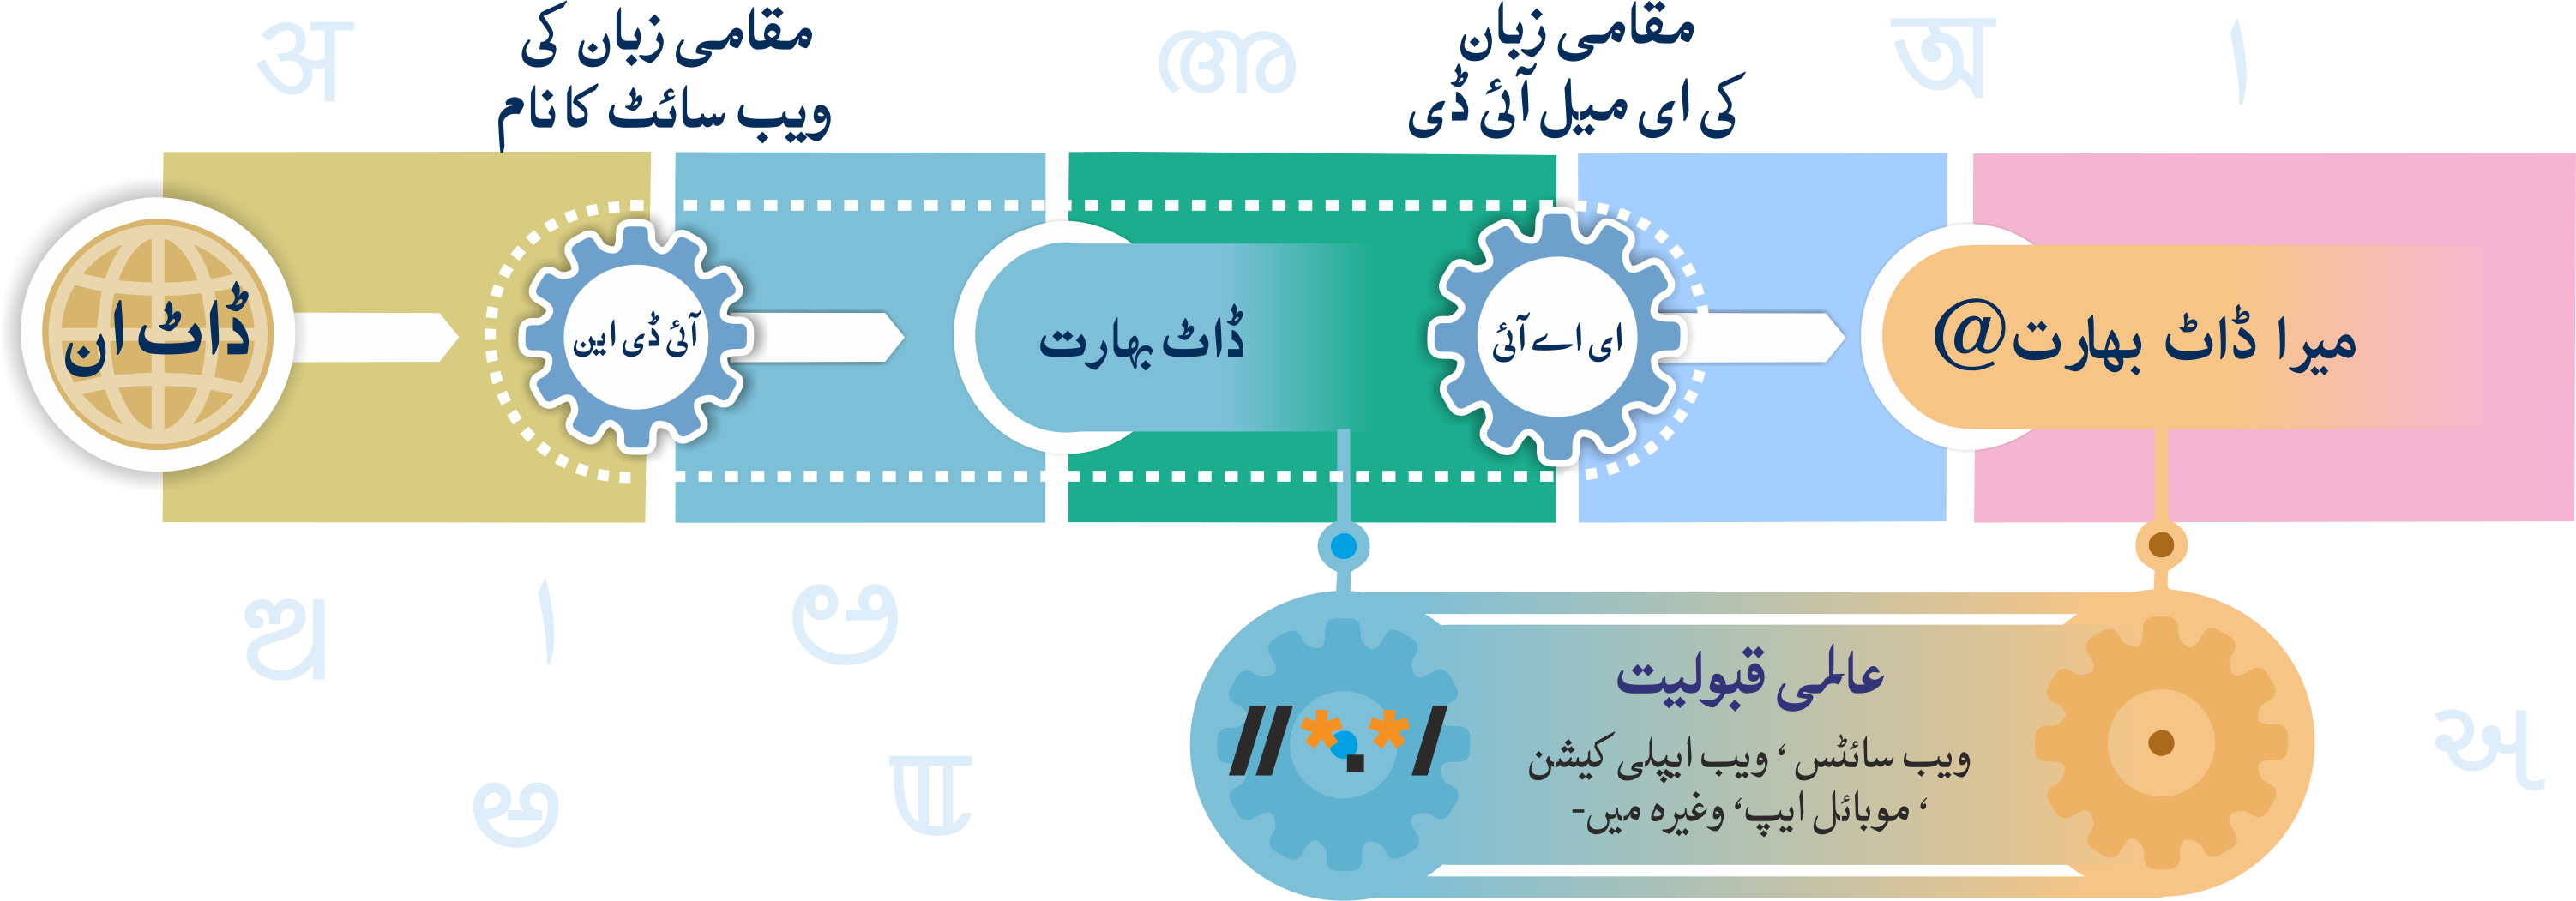 مقامی زبان کی
ویب سائٹ کا نام
مقامی زبان
کی ای میل آئی ڈی
ڈاٹ ان
آئی ڈی این
ڈاٹ بھارت
ای اے آئی
میرا ڈاٹ بھارت@
//*.*/
عالمی قبولیت
ویب سائٹس ، ویب ایپلی کیشن
، موبائل ایپ، وغیرہ میں-
अ
അ
অ
ا
ଅ
ا
ಅ
అ
ਅ
અ